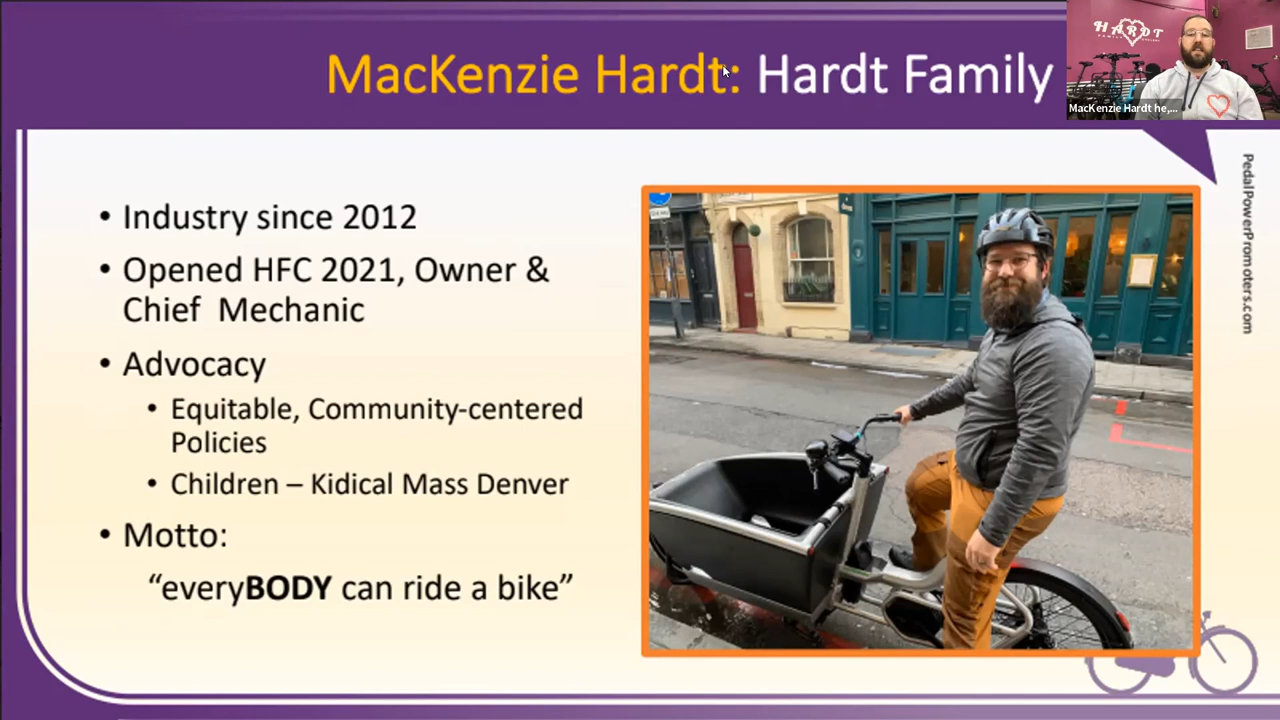 MacKenzie Hardt: Hardt Family
HARDT
MacKenzie Hardt he,...
PedalPowerPromoters.com
• Industry since 2012
• Opened HFC 2021, Owner &
Chief Mechanic
• Advocacy
• Equitable, Community-centered
Policies
• Children – Kidical Mass Denver
• Motto:
“everyBODY can ride a bike”